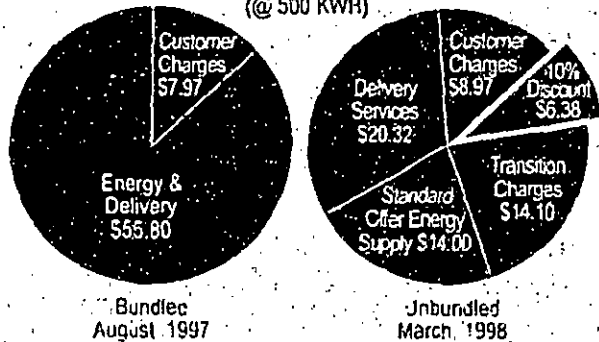 (@ 500 KWH)
Customer
Charges
$7.97
Energy &
Delivery
$55.80
Bundled
August 1997
Customer
Charges
$8.97
10%
Discount
$6.38
Delivery
Services
$20.32
Transition
Charges
$14.10
Standard
Offer Energy
Supply $14.00
Unbundled
March, 1998